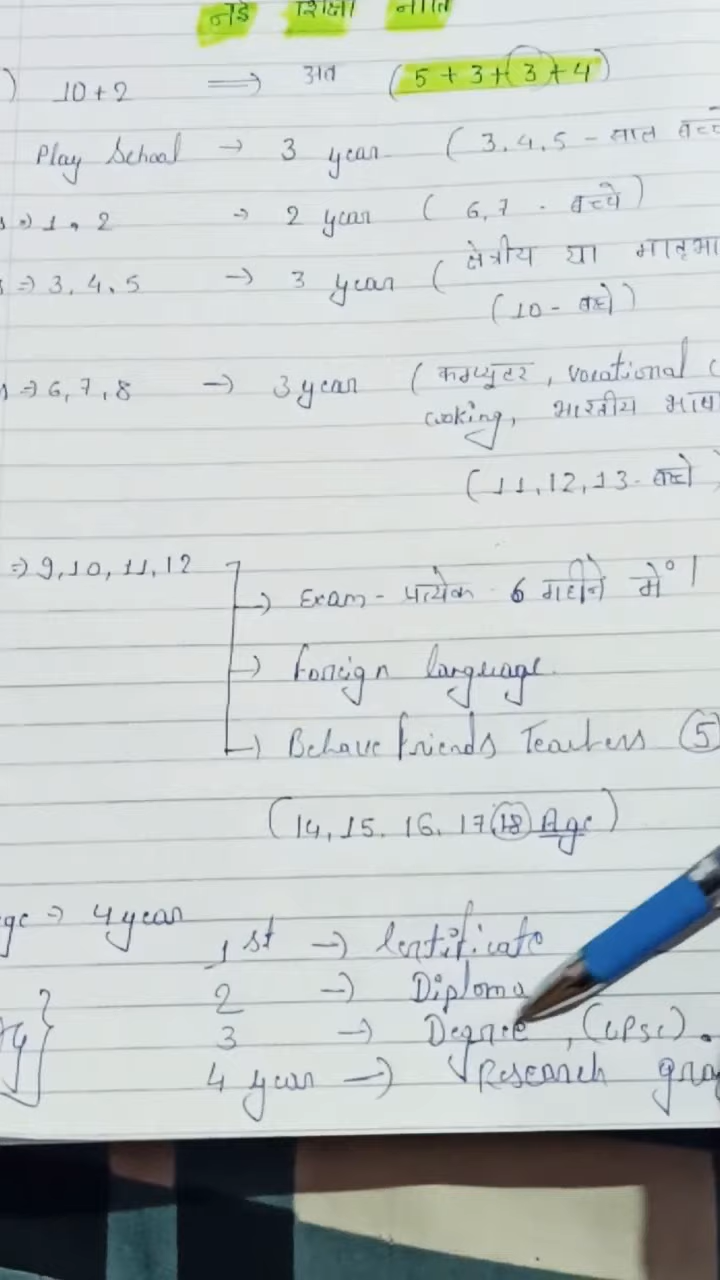 नई शिक्षा नीति
) 10+2 ⟹ अब (5+3+3+4)
Play School → 3 year (3,4,5 - साल बच्चे
⇒ 1, 2 → 2 year ( 6,7 - बच्चे)
⇒ 3, 4, 5 → 3 year ( क्षेत्रीय या मातृभा
(10 - बच्चे)
⇒ 6, 7, 8 → 3 year ( कम्प्यूटर, vocational c
cooking, भारतीय भाष
(11, 12, 13 - बच्चे)
⇒ 9, 10, 11, 12
→ Exam - प्रत्येक 6 महीने में।
→ Foreign language.
→ Behave friends Teachers (5)
(14, 15, 16, 17 18 Age)
ge ⇒ 4 year
1st → Certificate
2 → Diploma
3 → Degree, (UPSC).
4 year → Research gra